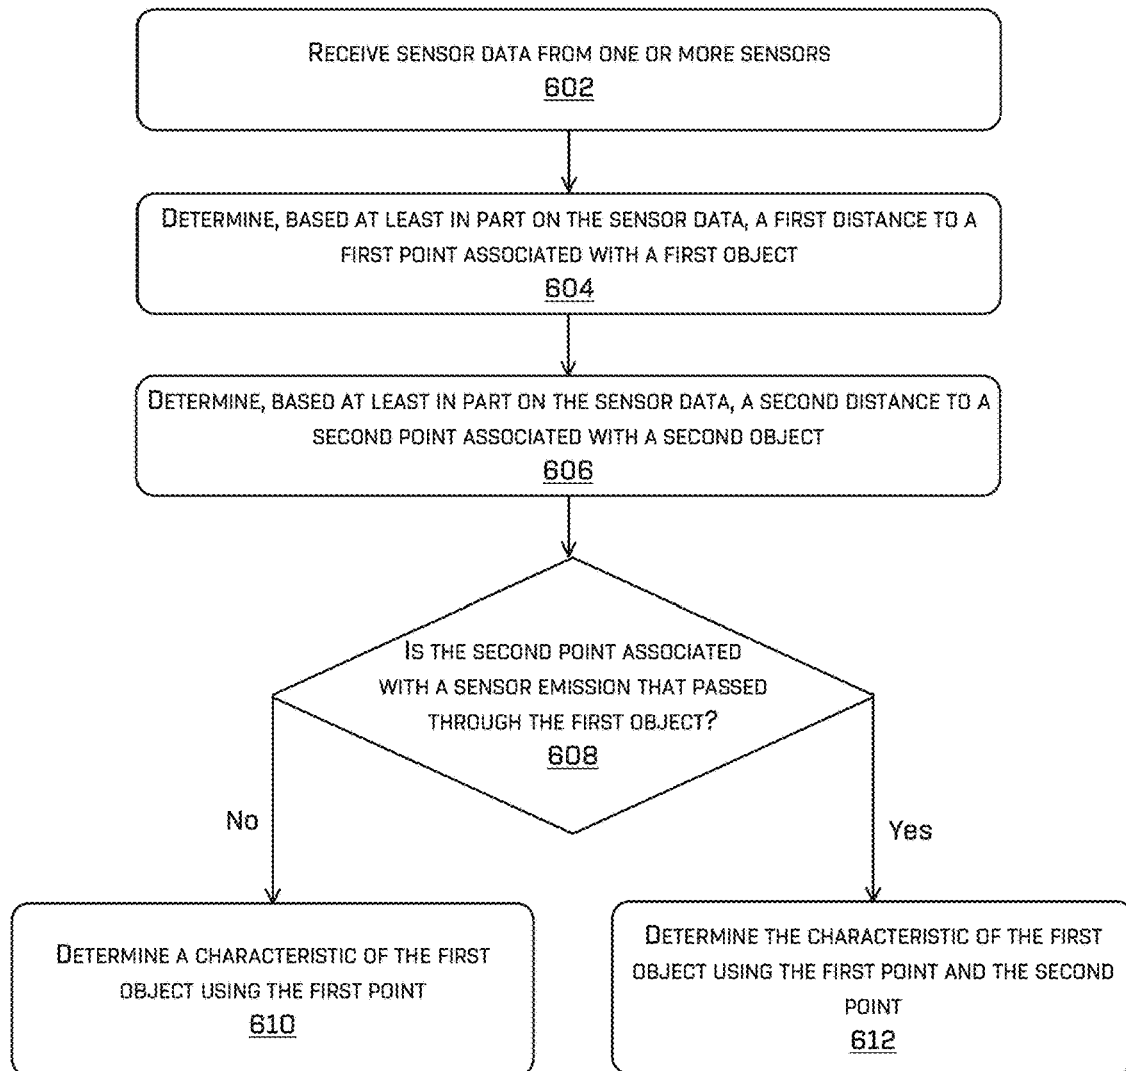 Receive sensor data from one or more sensors
602
Determine, based at least in part on the sensor data, a first distance to a
first point associated with a first object
604
Determine, based at least in part on the sensor data, a second distance to a
second point associated with a second object
606
Is the second point associated
with a sensor emission that passed
through the first object?
608
No
Yes
Determine a characteristic of the first
object using the first point
610
Determine the characteristic of the first
object using the first point and the second
point
612